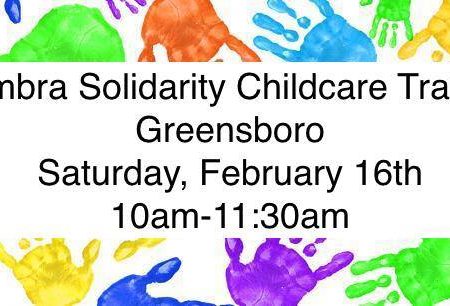 mbra Solidarity Childcare Tra
Greensboro
Saturday, February 16th
10am-11:30am